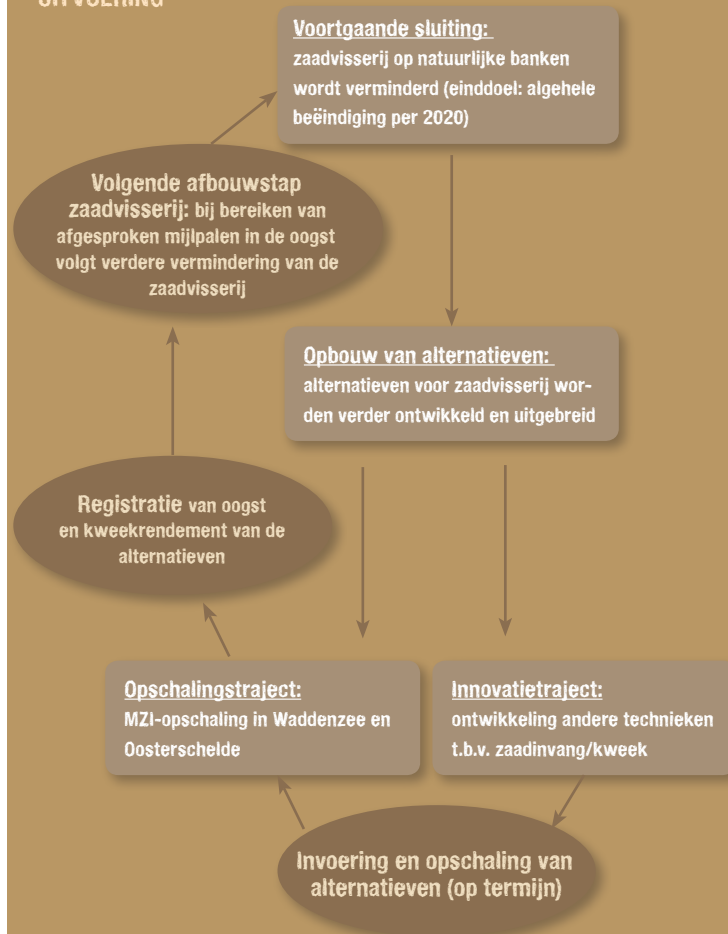 UITVOERING
Voortgaande sluiting:
zaadvisserij op natuurlijke banken
wordt verminderd (einddoel: algehele
beëindiging per 2020)
Volgende afbouwstap
zaadvisserij: bij bereiken van
afgesproken mijlpalen in de oogst
volgt verdere vermindering van de
zaadvisserij
Opbouw van alternatieven:
alternatieven voor zaadvisserij wor-
den verder ontwikkeld en uitgebreid
Registratie van oogst
en kweekrendement van de
alternatieven
Opschalingstraject:
MZI-opschaling in Waddenzee en
Oosterschelde
Innovatietraject:
ontwikkeling andere technieken
t.b.v. zaadinvang/kweek
Invoering en opschaling van
alternatieven (op termijn)